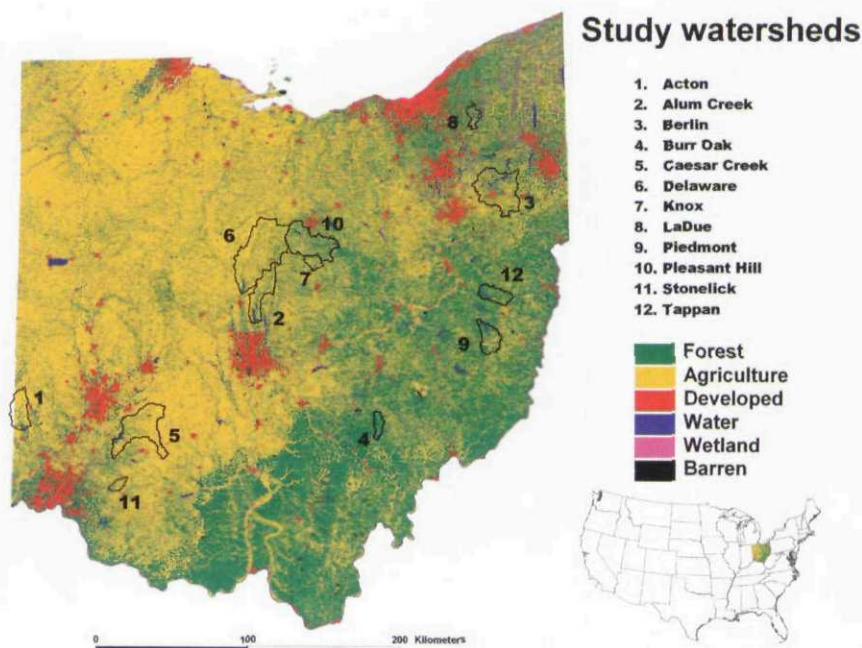 Study watersheds
1. Acton
2. Alum Creek
3. Berlin
4. Burr Oak
5. Caesar Creek
6. Delaware
7. Knox
8. LaDue
9. Piedmont
10. Pleasant Hill
11. Stonelick
12. Tappan
Forest
Agriculture
Developed
Water
Wetland
Barren
8
3
6
10
7
12
2
9
1
5
4
11
0 100 200 Kilometers